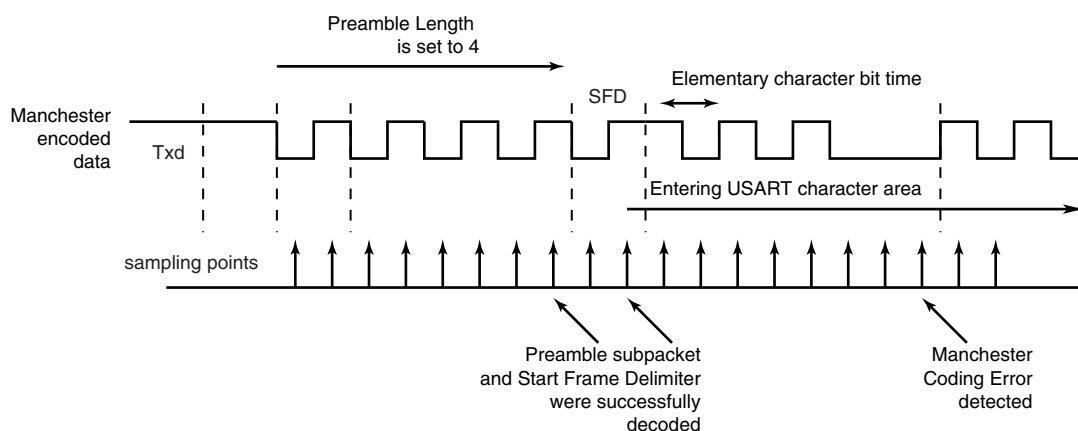 Preamble Length
is set to 4
Elementary character bit time
SFD
Manchester
encoded
data
Txd
Entering USART character area
sampling points
Preamble subpacket
and Start Frame Delimiter
were successfully
decoded
Manchester
Coding Error
detected